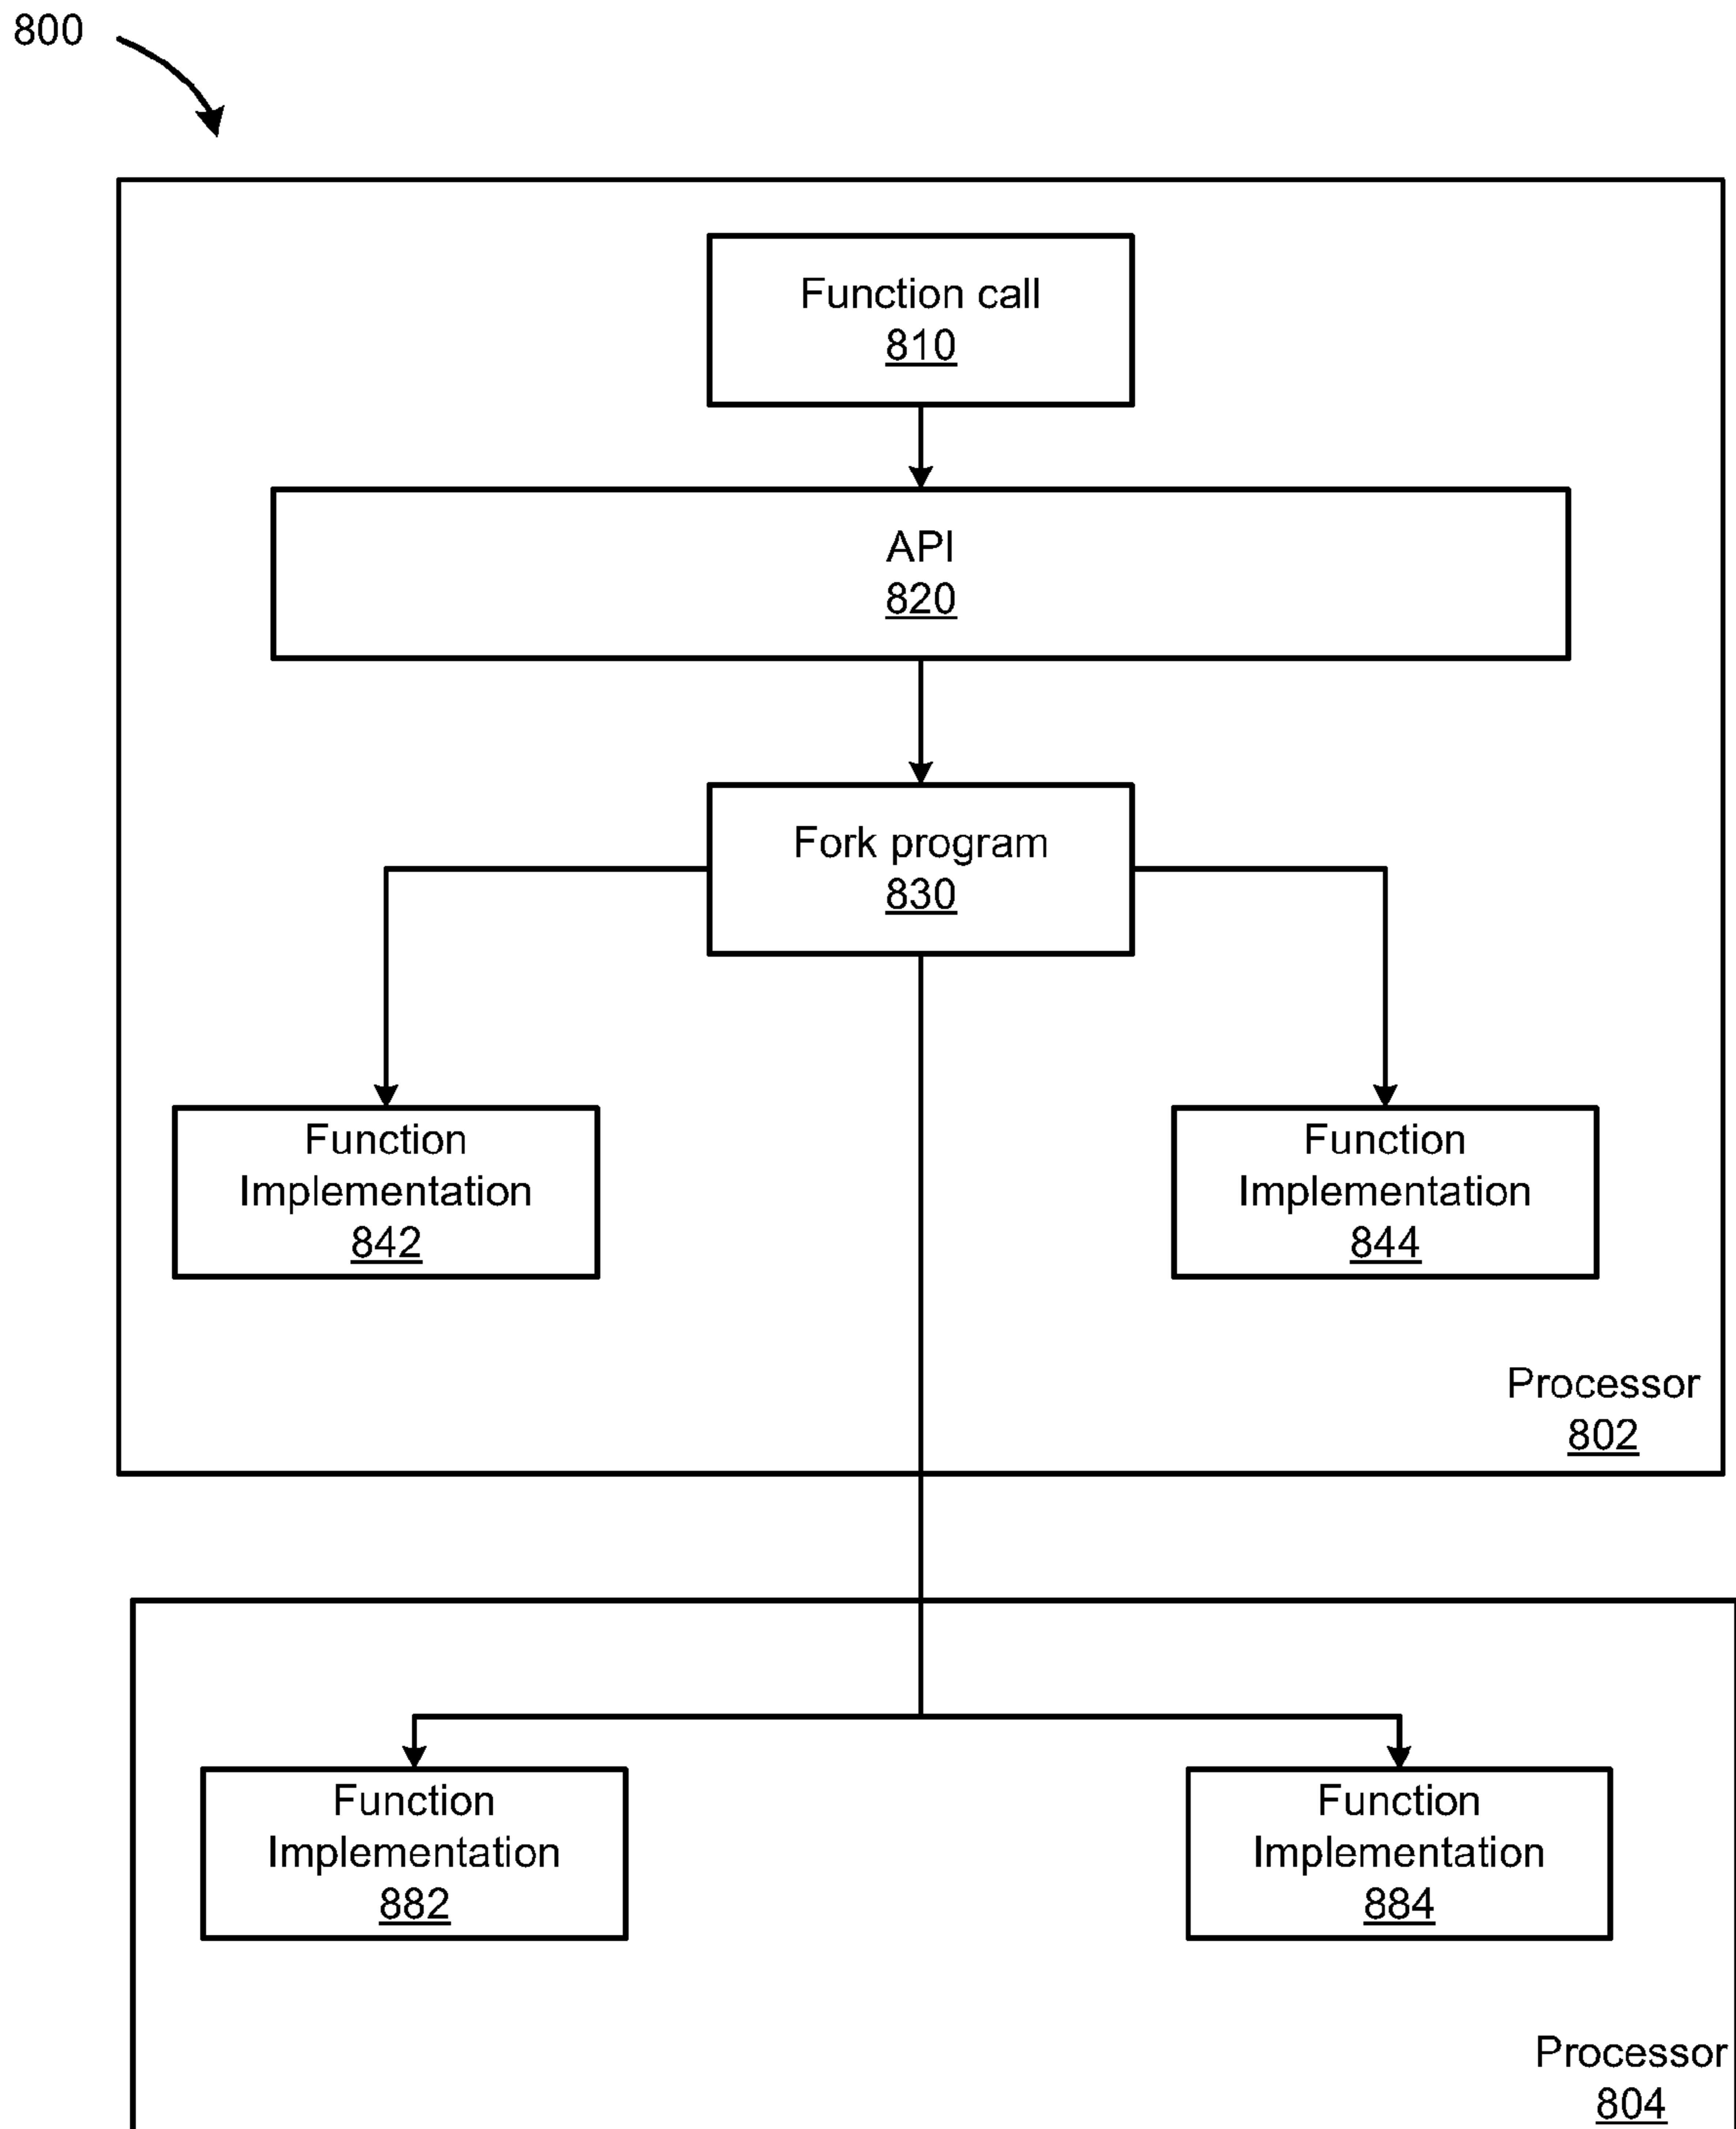 800
Function call
810
API
820
Fork program
830
Function
Implementation
842
Function
Implementation
844
Processor
802
Function
Implementation
882
Function
Implementation
884
Processor
804